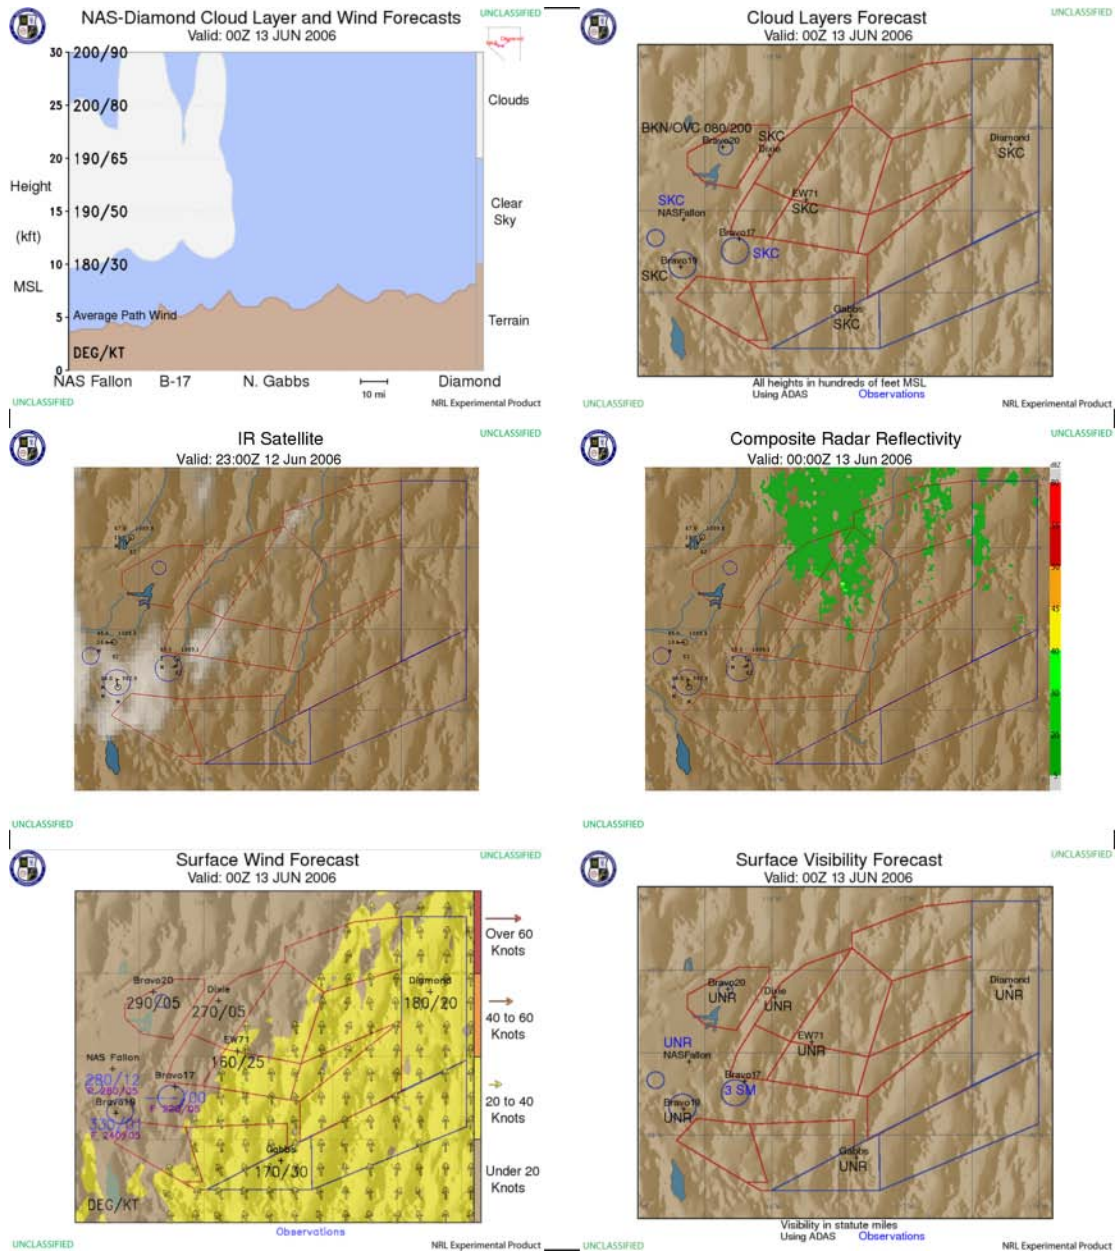 NAS-Diamond Cloud Layer and Wind Forecasts
UNCLASSIFIED
Valid: 00Z 13 JUN 2006
30
200/90
25
200/80
20
190/65
Height
15
190/50
(kft)
10
180/30
MSL
5
Average Path Wind
DEG/KT
0
Clouds
Clear
Sky
Terrain
NAS Fallon B-17 N. Gabbs Diamond
10 mi
UNCLASSIFIED
NRL Experimental Product
Cloud Layers Forecast
UNCLASSIFIED
Valid: 00Z 13 JUN 2006
BKN/OVC 080/200
Bravo20
SKC
Dixie
Diamond
SKC
EW71
SKC
SKC
NASFallon
Bravo17
SKC
Bravo19
SKC
Gabbs
SKC
All heights in hundreds of feet MSL
Using ADAS Observations
UNCLASSIFIED
NRL Experimental Product
IR Satellite
UNCLASSIFIED
Valid: 23:00Z 12 Jun 2006
UNCLASSIFIED
Composite Radar Reflectivity
UNCLASSIFIED
Valid: 00:00Z 13 Jun 2006
UNCLASSIFIED
Surface Wind Forecast
UNCLASSIFIED
Valid: 00Z 13 JUN 2006
Over 60
Knots
Bravo20
290/05
Dixie
270/05
Diamond
180/20
40 to 60
Knots
EW71
160/25
NAS Fallon
280/12
Bravo17
Bravo19
20 to 40
Knots
Gabbs
170/30
Under 20
Knots
DEG/KT
Observations
UNCLASSIFIED
NRL Experimental Product
Surface Visibility Forecast
UNCLASSIFIED
Valid: 00Z 13 JUN 2006
Bravo20
UNR
Dixie
UNR
Diamond
UNR
EW71
UNR
UNR
NASFallon
Bravo17
3 SM
Bravo19
UNR
Gabbs
UNR
Visibility in statute miles
Using ADAS Observations
UNCLASSIFIED
NRL Experimental Product